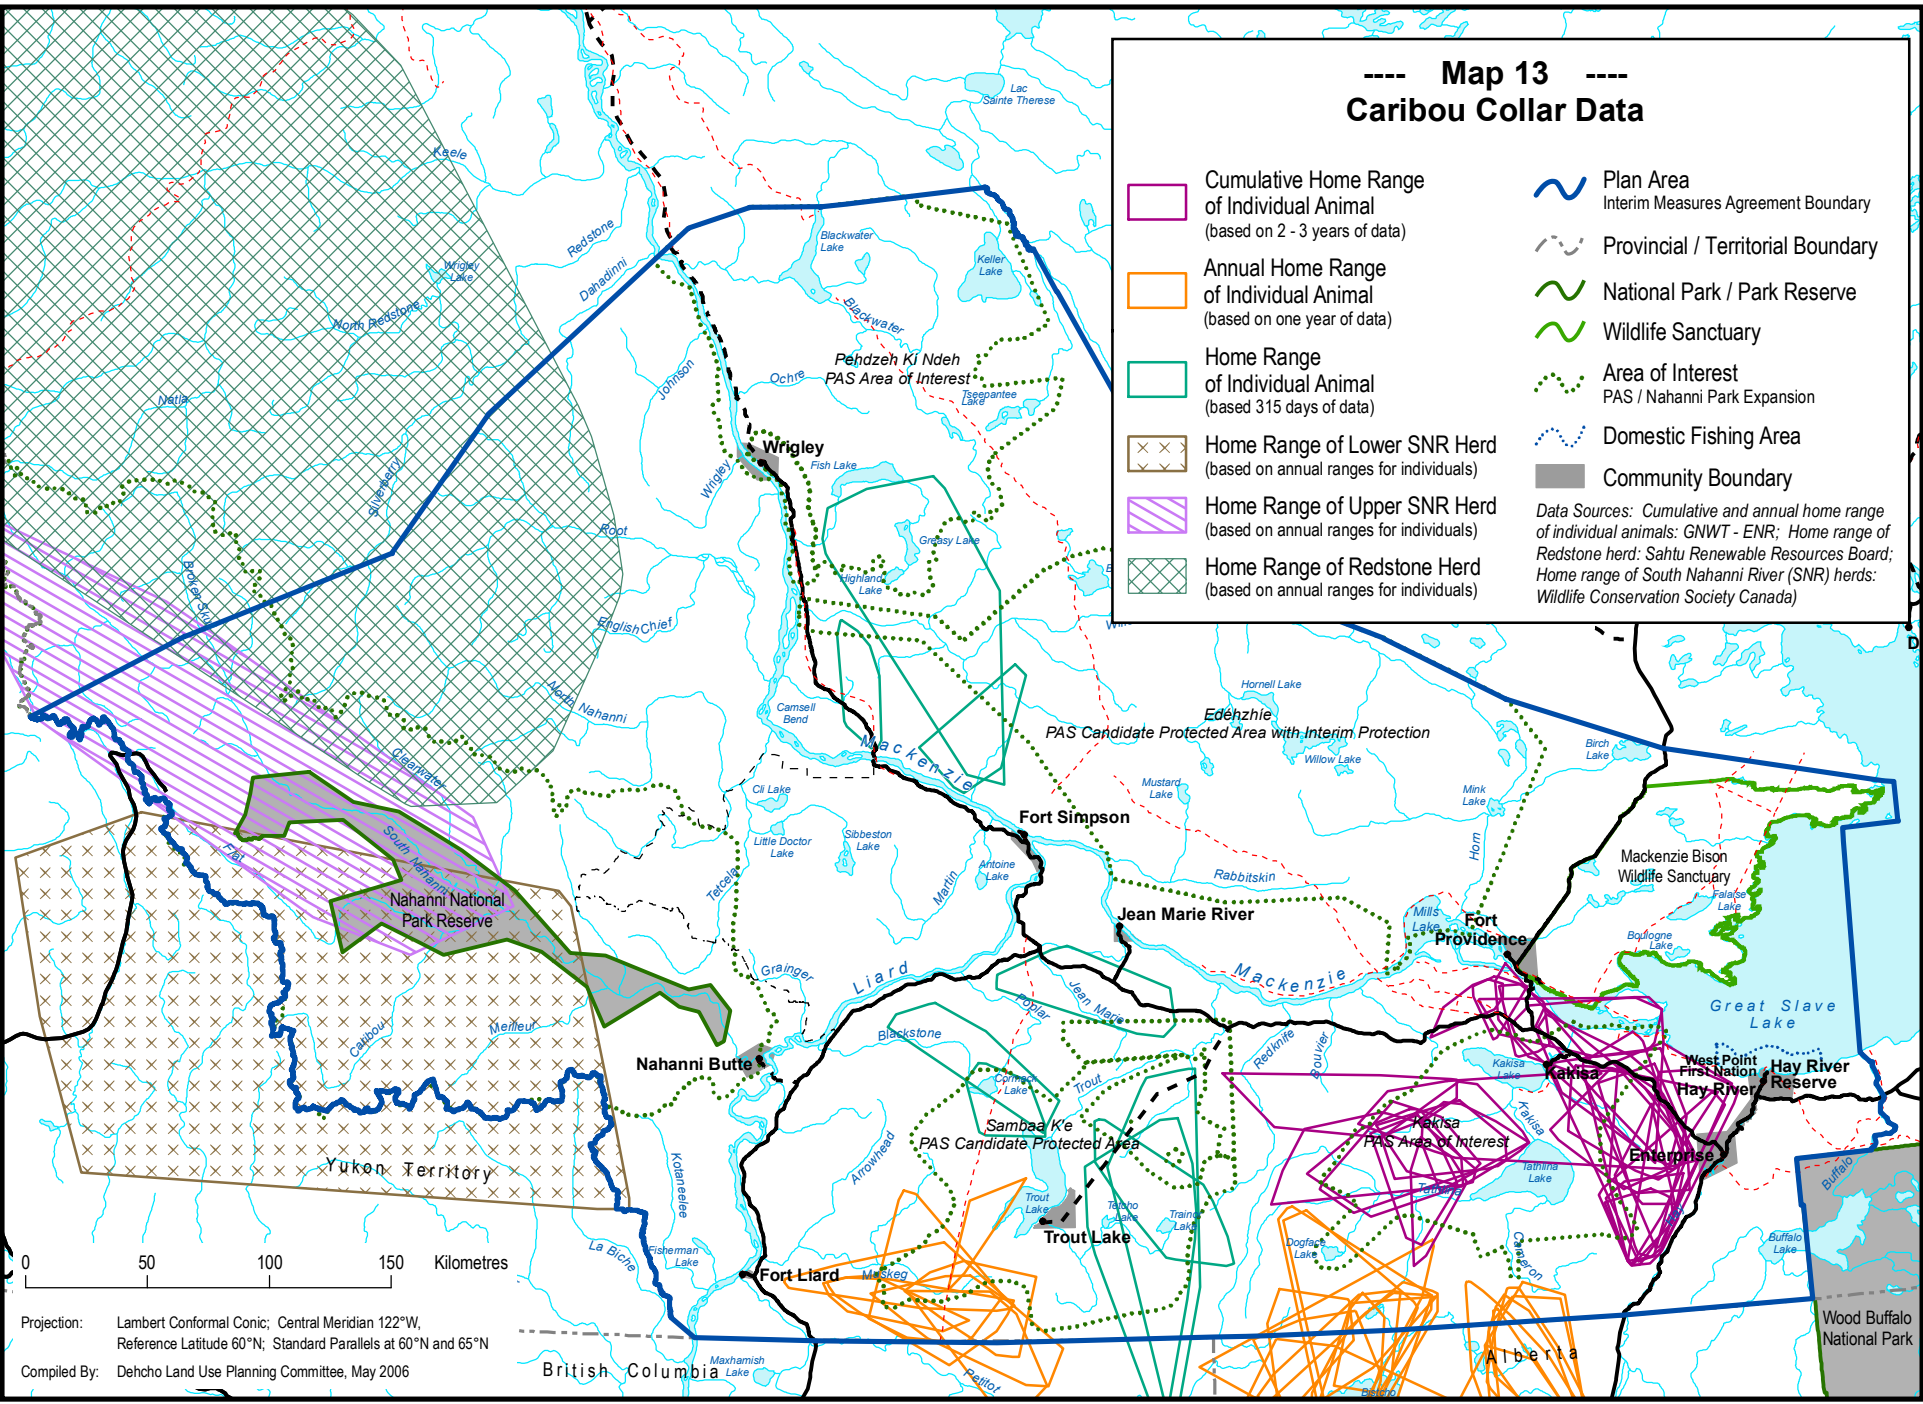 ---- Map 13 ----
Caribou Collar Data
Cumulative Home Range
of Individual Animal
(based on 2 - 3 years of data)
Annual Home Range
of Individual Animal
(based on one year of data)
Home Range
of Individual Animal
(based 315 days of data)
Home Range of Lower SNR Herd
(based on annual ranges for individuals)
Home Range of Upper SNR Herd
(based on annual ranges for individuals)
Home Range of Redstone Herd
(based on annual ranges for individuals)
Plan Area
Interim Measures Agreement Boundary
Provincial / Territorial Boundary
National Park / Park Reserve
Wildlife Sanctuary
Area of Interest
PAS / Nahanni Park Expansion
Domestic Fishing Area
Community Boundary
Data Sources: Cumulative and annual home range
of individual animals: GNWT - ENR; Home range of
Redstone herd: Sahtu Renewable Resources Board;
Home range of South Nahanni River (SNR) herds:
Wildlife Conservation Society Canada)
Lac
Sainte Therese
Keele
Redstone
Dahadinni
Wrigley
Lake
North Redstone
Blackwater
Lake
Keller
Lake
Blackwater
Pehdzeh Ki Ndeh
PAS Area of Interest
Johnson
Ochre
Tseepantee
Lake
Natla
Wrigley
Fish Lake
Wrigley
Silverberry
Root
Greasy Lake
Highland
Lake
Broken Skull
English Chief
North Nahanni
Camsell
Bend
Mackenzie
Hornell Lake
Edéhzhíe
PAS Candidate Protected Area with Interim Protection
Willow Lake
Birch
Lake
Clearwater
Cli Lake
Mustard
Lake
Mink
Lake
Fort Simpson
Little Doctor
Lake
Sibbeston
Lake
Antoine
Lake
Horn
Mackenzie Bison
Wildlife Sanctuary
Falaise
Lake
Flat
South Nahanni
Tetcela
Martin
Rabbitskin
Nahanni National
Park Reserve
Jean Marie River
Mills
Lake
Fort
Providence
Boulogne
Lake
Grainger
Liard
Mackenzie
Great Slave
Lake
Poplar
Jean Marie
Caribou
Meilleur
Blackstone
Redknife
Bouvier
Kakisa
Lake
Kakisa
West Point
First Nation
Hay River
Hay River
Reserve
Nahanni Butte
Cormack
Lake
Trout
Sambaa K'e
PAS Candidate Protected Area
Kakisa
PAS Area of Interest
Kakisa
Enterprise
Tathlina
Lake
Arrowhead
Kotaneelee
Yukon Territory
Trout
Lake
Tetcho
Lake
Trainor
Lake
Trout Lake
Buffalo
Buffalo
Lake
Dogface
Lake
Cameron
La Biche
Fisherman
Lake
Fort Liard
Muskeg
0 50 100 150 Kilometres
Projection: Lambert Conformal Conic; Central Meridian 122°W,
Reference Latitude 60°N; Standard Parallels at 60°N and 65°N
Compiled By: Dehcho Land Use Planning Committee, May 2006
British Columbia
Maxhamish
Lake
Petitot
Bistcho
Alberta
Wood Buffalo
National Park